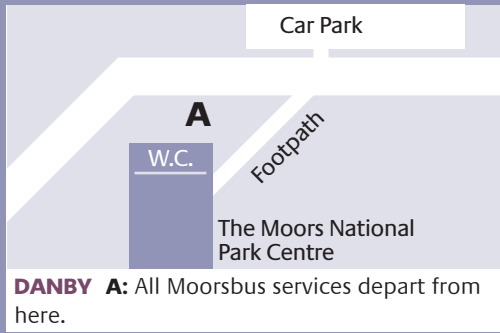 Car Park
A
W.C.
Footpath
The Moors National
Park Centre
DANBY A: All Moorsbus services depart from
here.